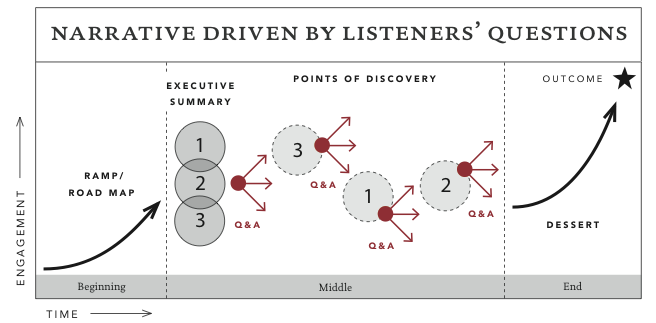 NARRATIVE DRIVEN BY LISTENERS' QUESTIONS
EXECUTIVE
SUMMARY
POINTS OF DISCOVERY
OUTCOME
RAMP/
ROAD MAP
1
2
3
Q&A
3
Q&A
1
Q&A
2
Q&A
DESSERT
ENGAGEMENT
Beginning
Middle
End
TIME